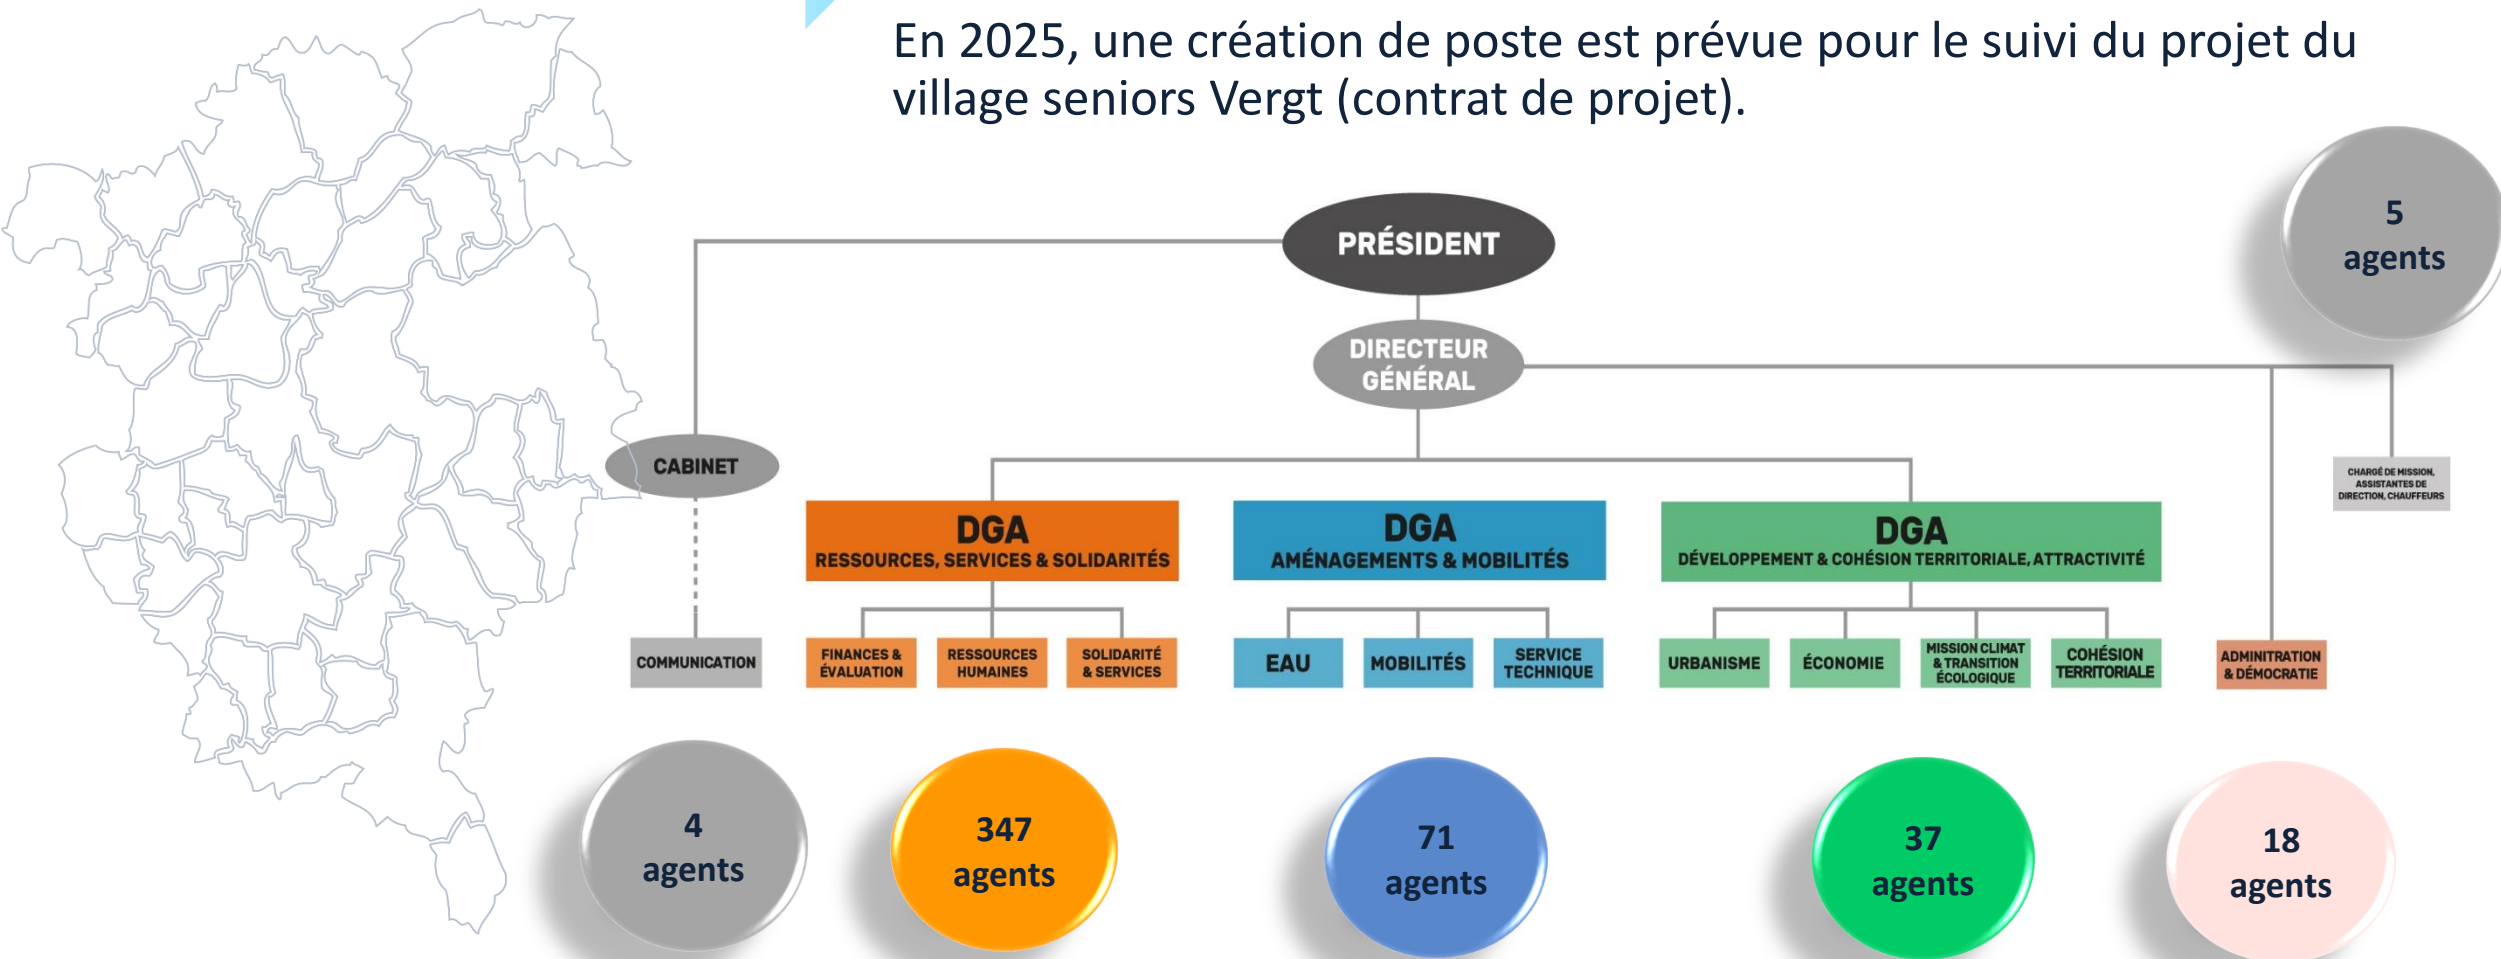 En 2025, une création de poste est prévue pour le suivi du projet du
village seniors Vergt (contrat de projet).
5
agents
PRÉSIDENT
DIRECTEUR
GÉNÉRAL
CABINET
CHARGÉ DE MISSION,
ASSISTANTES DE
DIRECTION, CHAUFFEURS
DGA
RESSOURCES, SERVICES & SOLIDARITÉS
DGA
AMÉNAGEMENTS & MOBILITÉS
DGA
DÉVELOPPEMENT & COHÉSION TERRITORIALE, ATTRACTIVITÉ
COMMUNICATION
FINANCES &
ÉVALUATION
RESSOURCES
HUMAINES
SOLIDARITÉ
& SERVICES
EAU
MOBILITÉS
SERVICE
TECHNIQUE
URBANISME
ÉCONOMIE
MISSION CLIMAT
& TRANSITION
ÉCOLOGIQUE
COHÉSION
TERRITORIALE
ADMINITRATION
& DÉMOCRATIE
4
agents
347
agents
71
agents
37
agents
18
agents